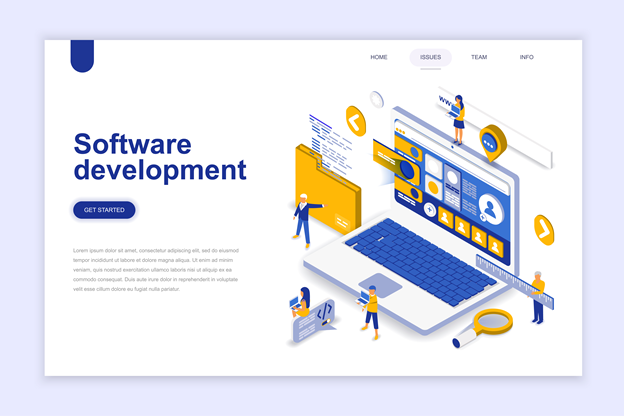 HOME ISSUES TEAM INFO
Software
development
GET STARTED
Lorem ipsum dolor sit amet, consectetur adipiscing elit, sed do eiusmod
tempor incididunt ut labore et dolore magna aliqua. Ut enim ad minim
veniam, quis nostrud exercitation ullamco laboris nisi ut aliquip ex ea
commodo consequat. Duis aute irure dolor in reprehenderit in voluptate
velit esse cillum dolore eu fugiat nulla pariatur